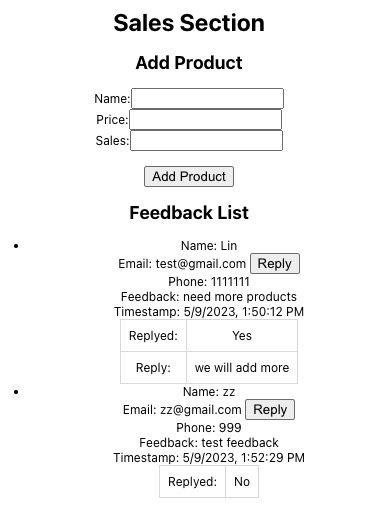 Sales Section
Add Product
Name:
Price:
Sales:
Add Product
Feedback List
Name: Lin
Email: test@gmail.com Reply
Phone: 1111111
Feedback: need more products
Timestamp: 5/9/2023, 1:50:12 PM
Replyed: Yes
Reply: we will add more
Name: zz
Email: zz@gmail.com Reply
Phone: 999
Feedback: test feedback
Timestamp: 5/9/2023, 1:52:29 PM
Replyed: No